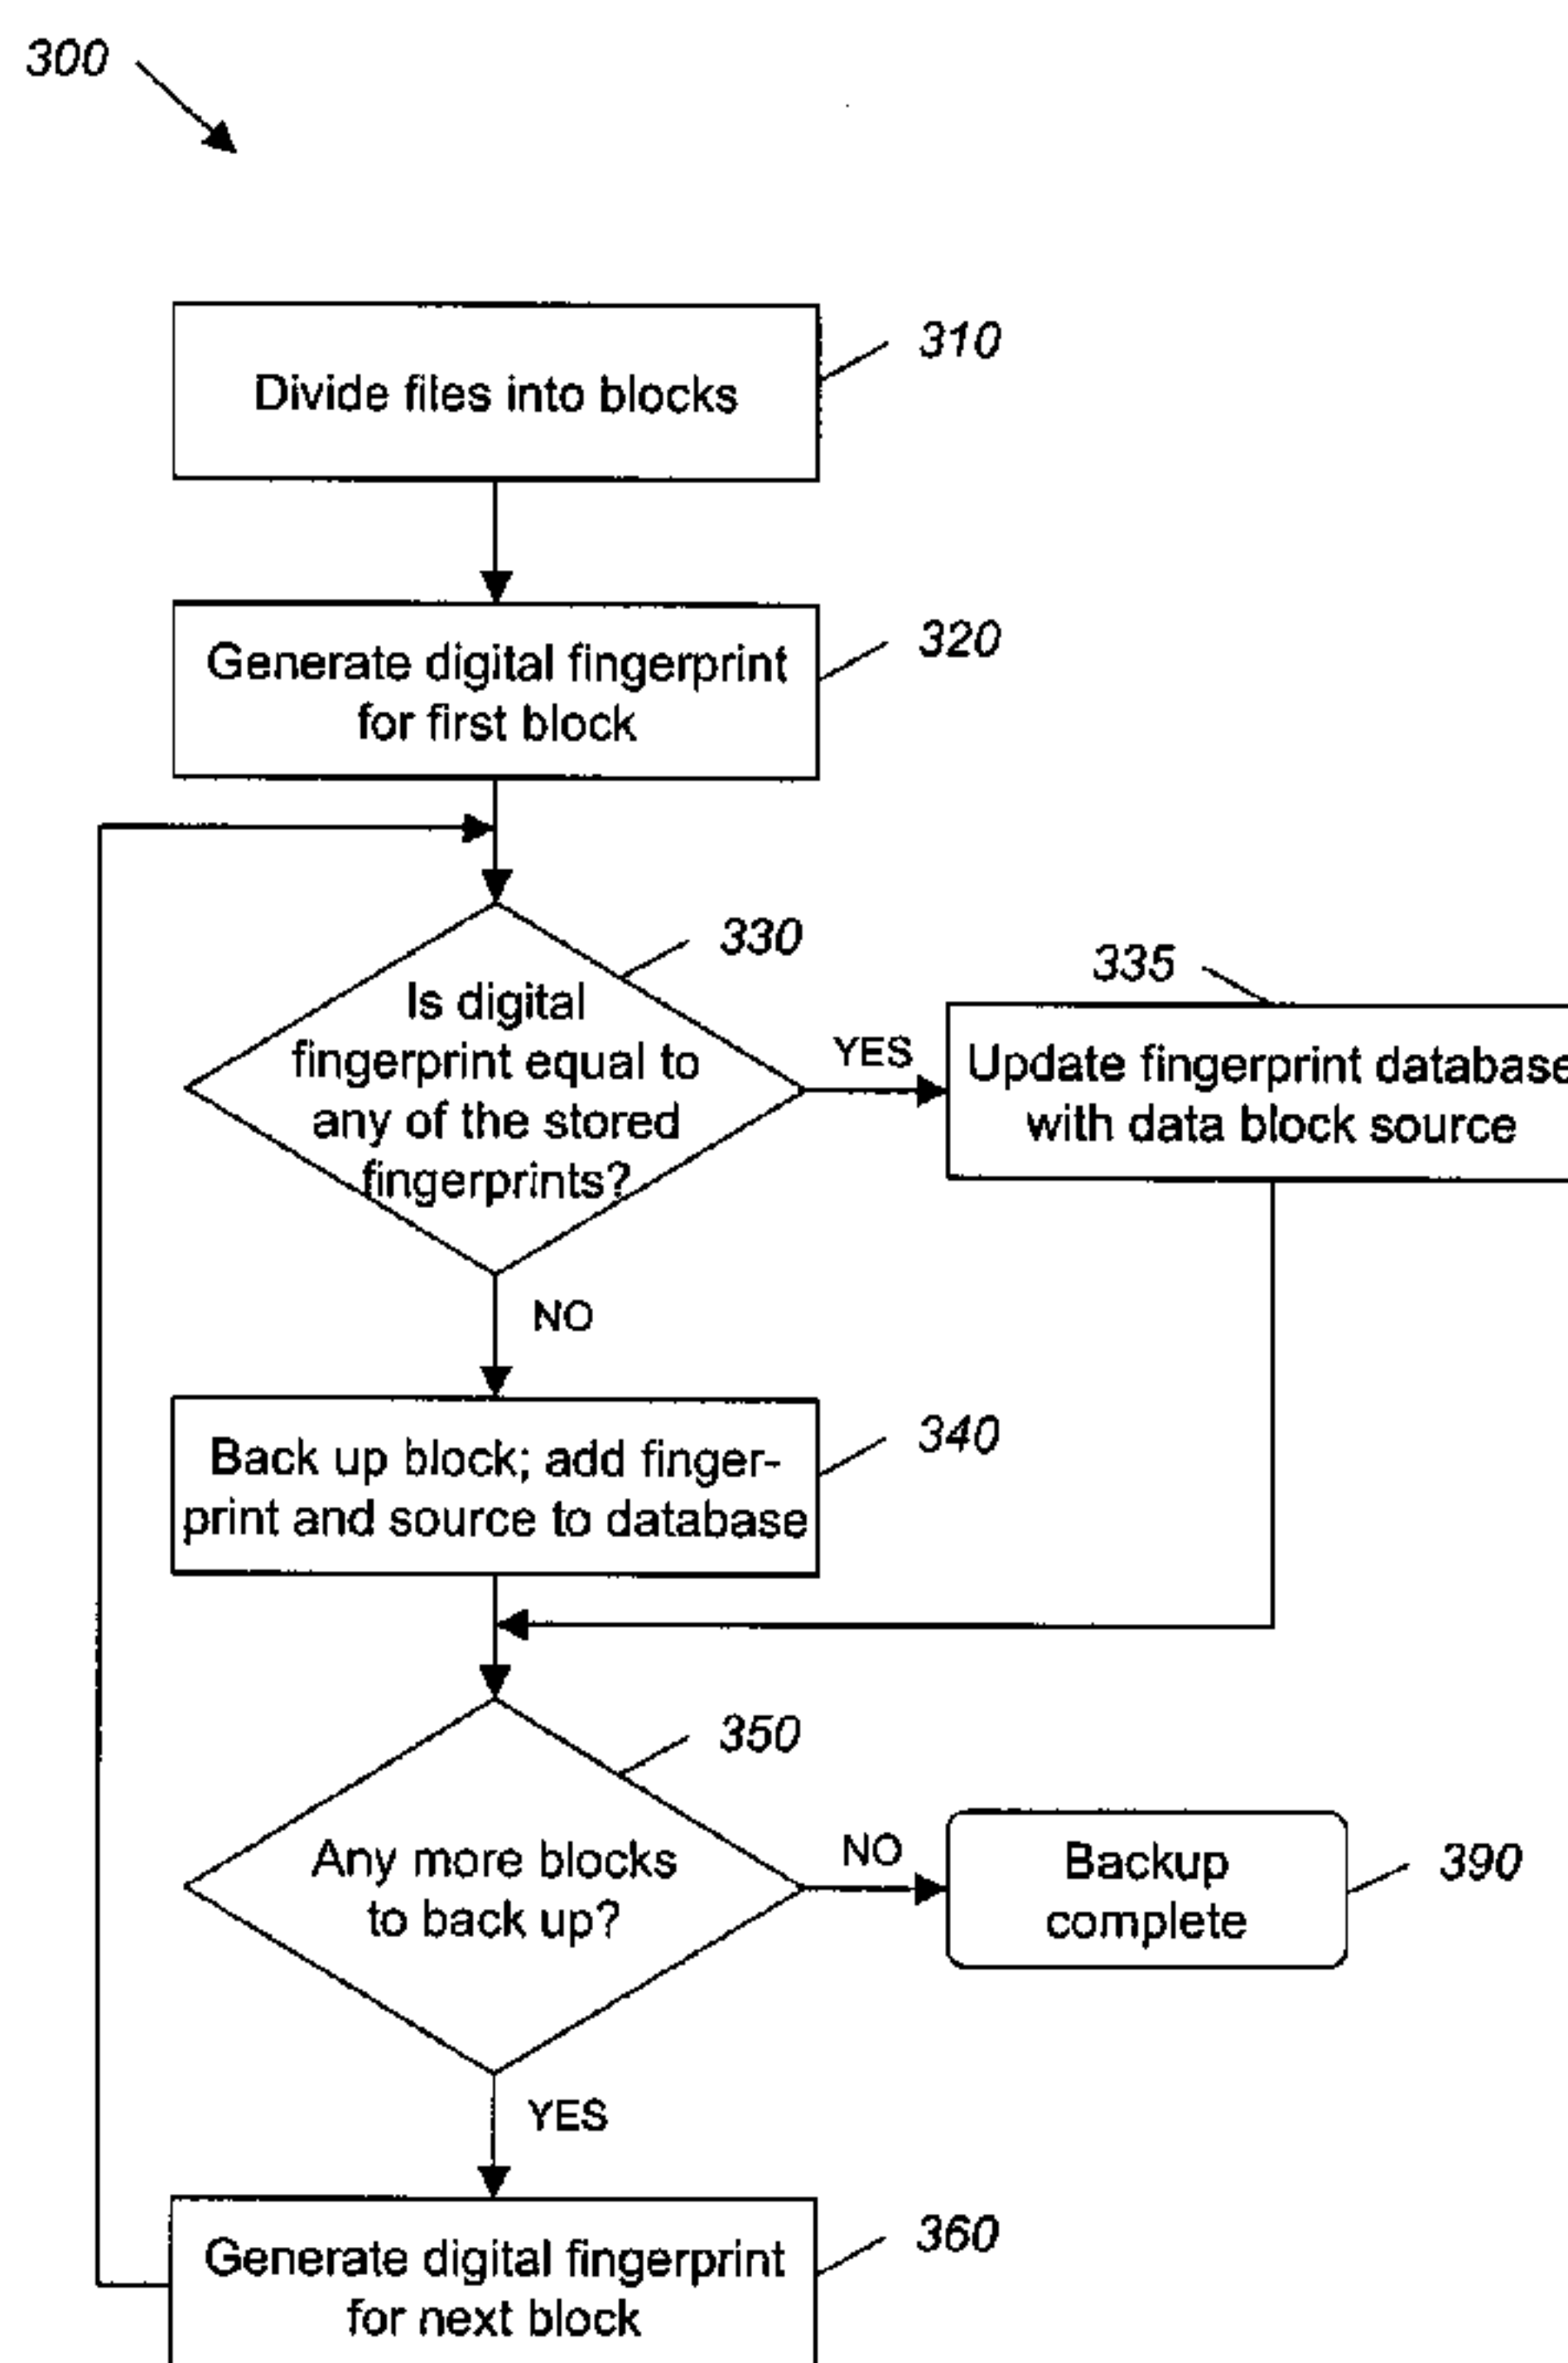 300
Divide files into blocks
310
Generate digital fingerprint
for first block
320
Is digital
fingerprint equal to
any of the stored
fingerprints?
330
YES
335
Update fingerprint database
with data block source
NO
Back up block; add finger-
print and source to database
340
Any more blocks
to back up?
350
NO
Backup
complete
390
YES
Generate digital fingerprint
for next block
360